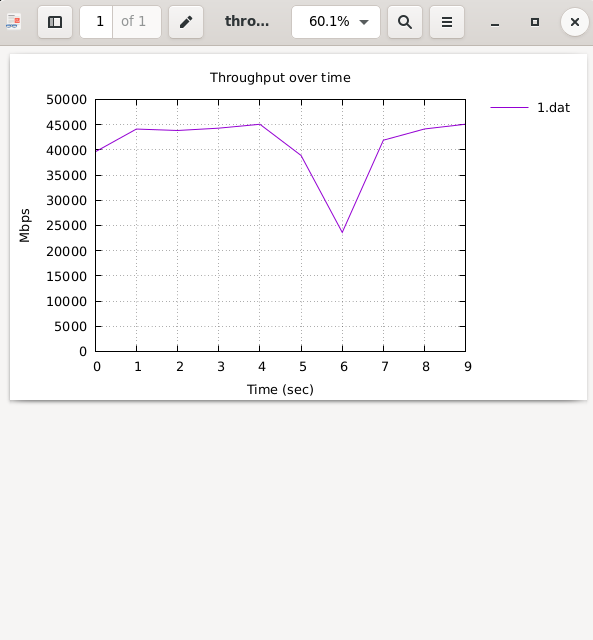 1 of 1 thro... 60.1%
Throughput over time
1.dat
50000
45000
40000
35000
30000
25000
20000
15000
10000
5000
0
Mbps
0 1 2 3 4 5 6 7 8 9
Time (sec)